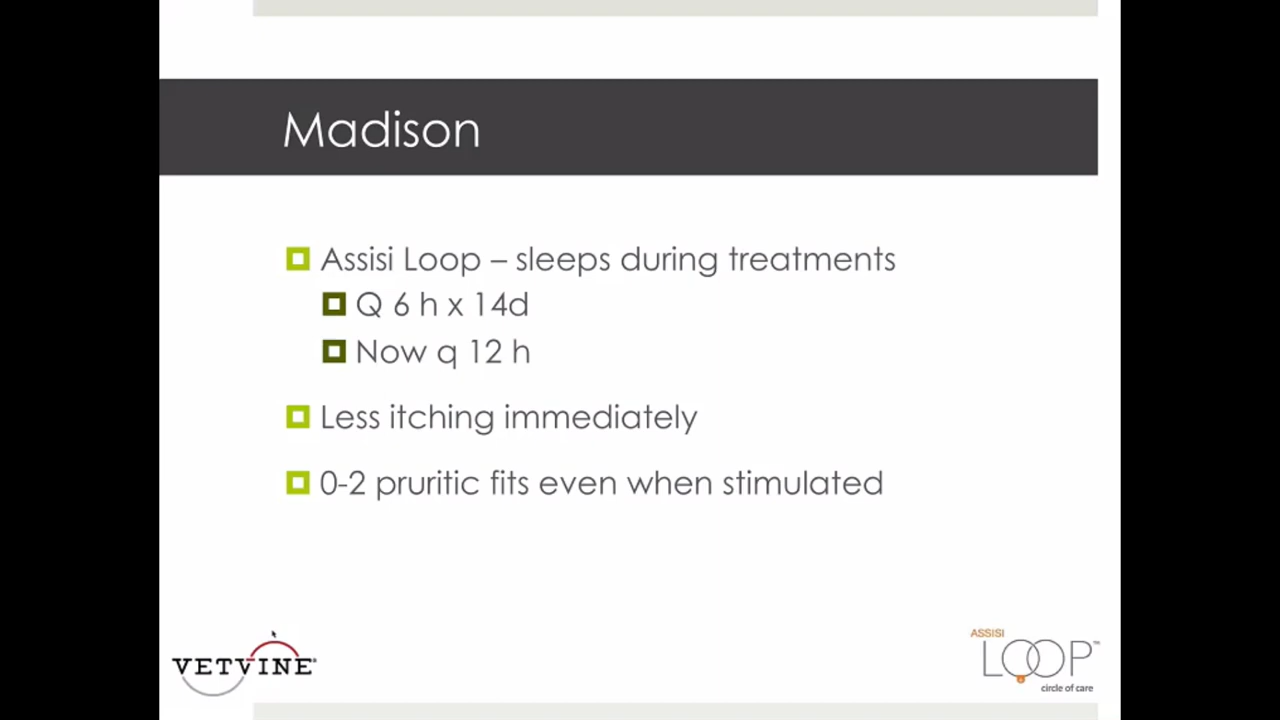 Madison
Assisi Loop – sleeps during treatments
Q 6 h x 14d
Now q 12 h
Less itching immediately
0-2 pruritic fits even when stimulated
VETVINE®
ASSISI
LOOP™
circle of care